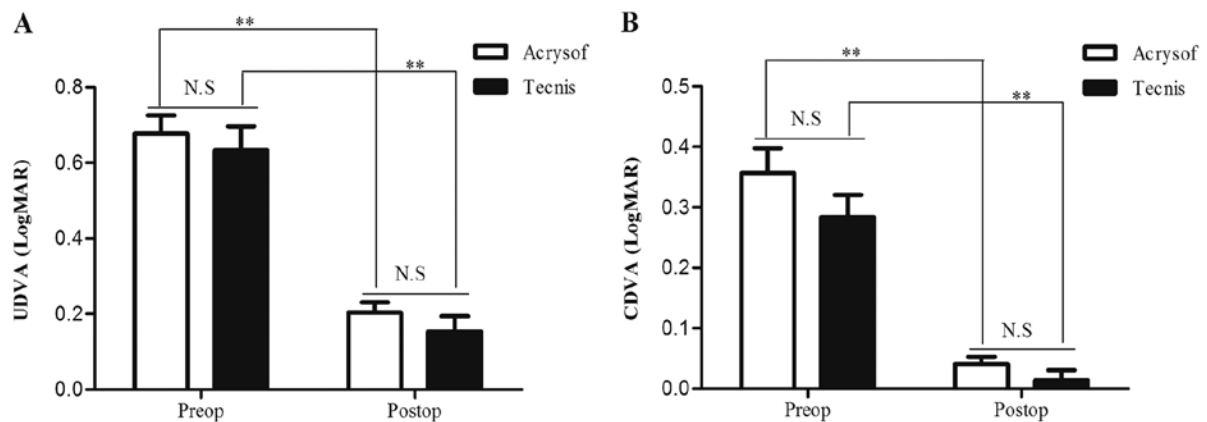 A
**
Acrysof
Tecnis
**
N.S
N.S
UDVA (LogMAR)
0.8
0.6
0.4
0.2
0.0
Preop
Postop
B
**
Acrysof
Tecnis
**
N.S
N.S
CDVA (LogMAR)
0.5
0.4
0.3
0.2
0.1
0.0
Preop
Postop